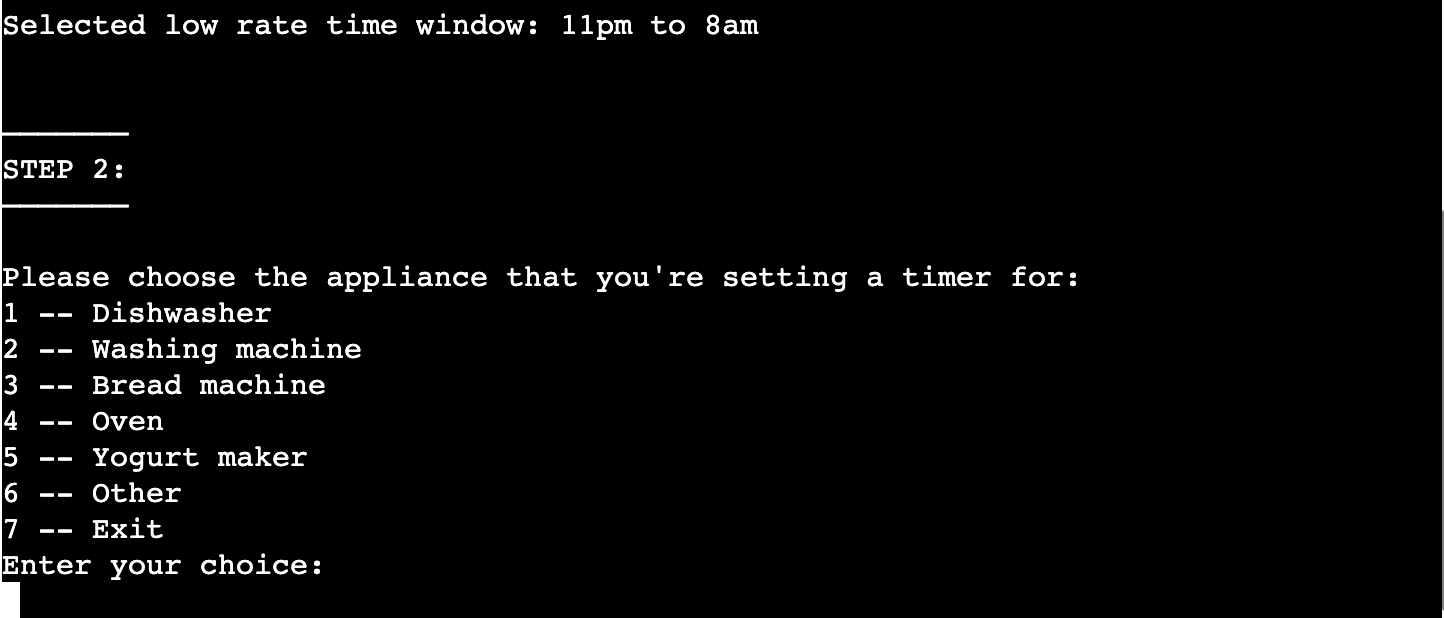 Selected low rate time window: 11pm to 8am
_______
STEP 2:
_______
Please choose the appliance that you're setting a timer for:
1 -- Dishwasher
2 -- Washing machine
3 -- Bread machine
4 -- Oven
5 -- Yogurt maker
6 -- Other
7 -- Exit
Enter your choice: